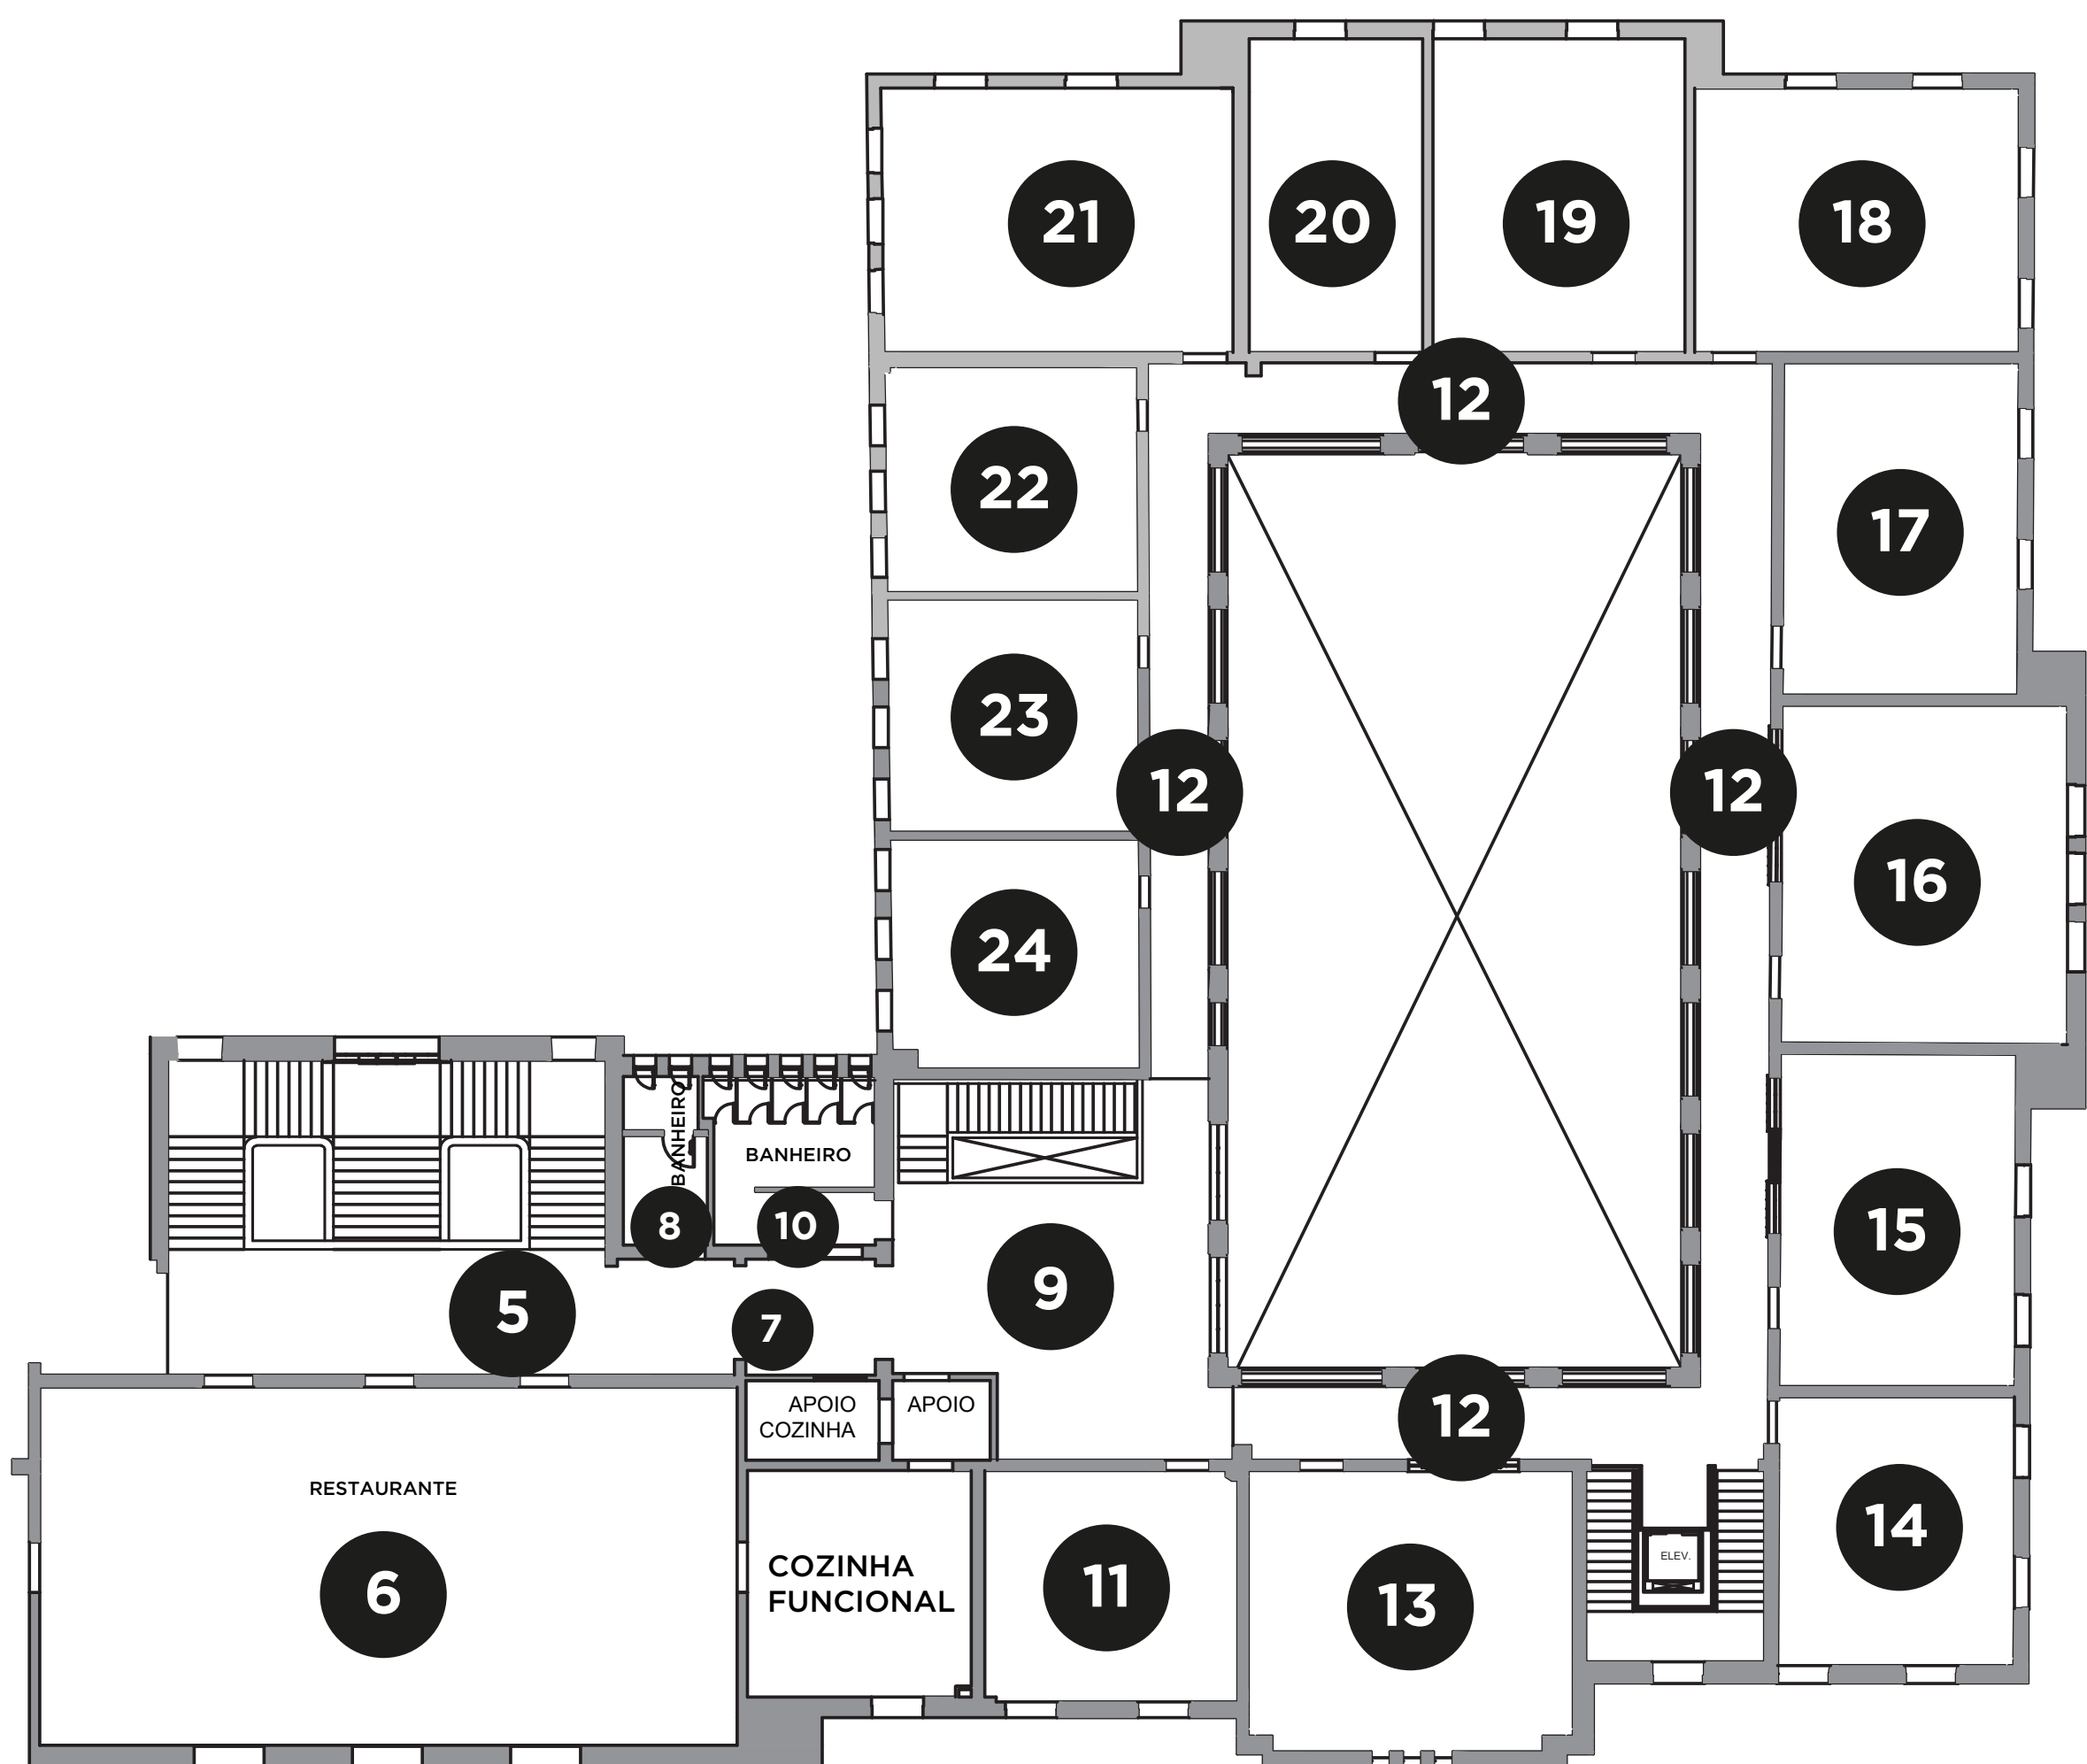 21
20
19
18
12
22
17
23
12
12
16
24
BANHEIRO
BANHEIRO
8
10
15
9
5
7
APOIO
COZINHA
APOIO
12
RESTAURANTE
14
ELEV.
COZINHA
FUNCIONAL
6
11
13